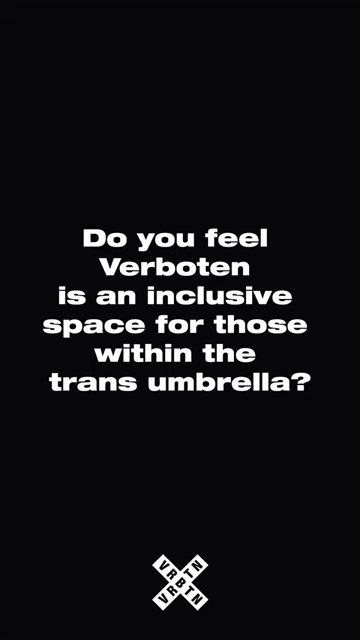 Do you feel
Verboten
is an inclusive
space for those
within the
trans umbrella?
VRBTN
VRBTN